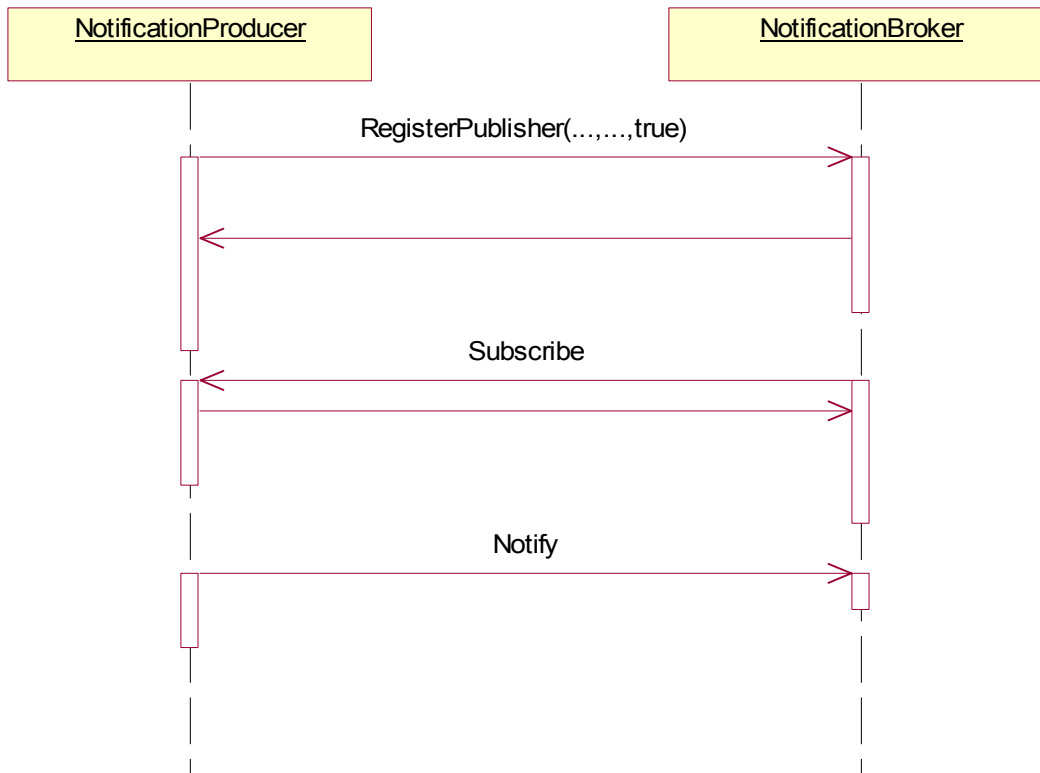 NotificationProducer
NotificationBroker
RegisterPublisher(...,...,true)
Subscribe
Notify